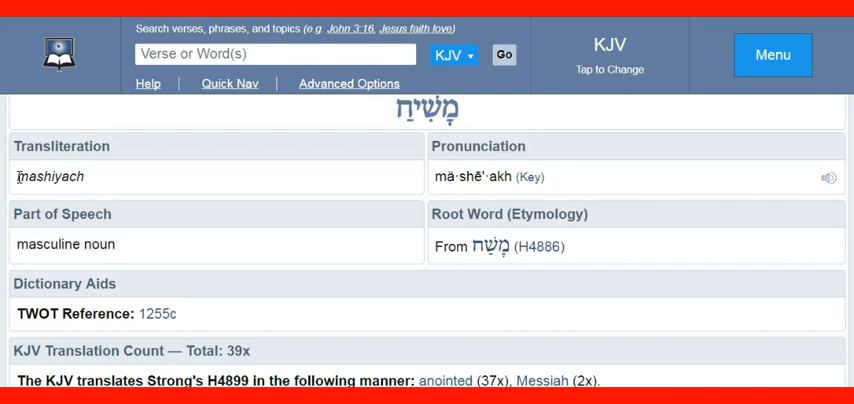 Search verses, phrases, and topics (e.g. John 3:16, Jesus faith love)
Verse or Word(s)
KJV
Go
Help
Quick Nav
Advanced Options
KJV
Tap to Change
Menu
מָשִׁיחַ
Transliteration
mashiyach
Pronunciation
mä·shē'·akh (Key)
Part of Speech
masculine noun
Root Word (Etymology)
From מָשַׁח (H4886)
Dictionary Aids
TWOT Reference: 1255c
KJV Translation Count — Total: 39x
The KJV translates Strong's H4899 in the following manner: anointed (37x), Messiah (2x).